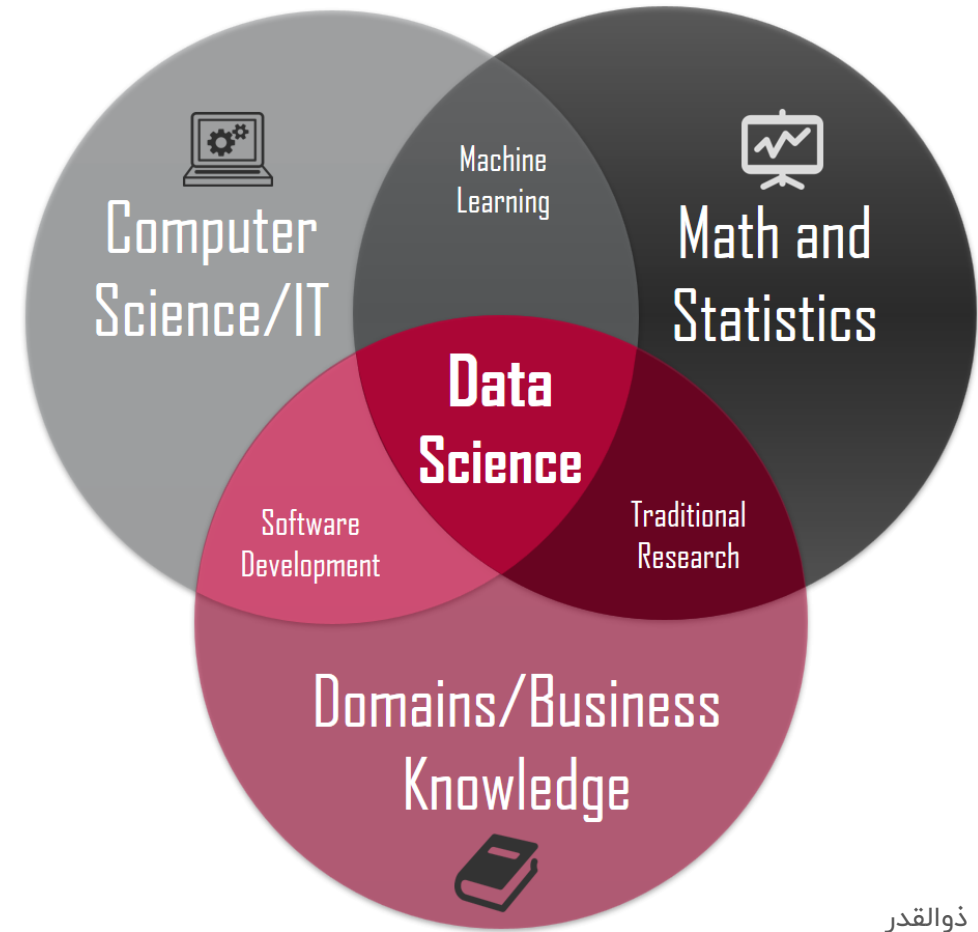 Machine
Learning
Computer
Science/IT
Math and
Statistics
Data
Science
Software
Development
Traditional
Research
Domains/Business
Knowledge
ذوالقدر